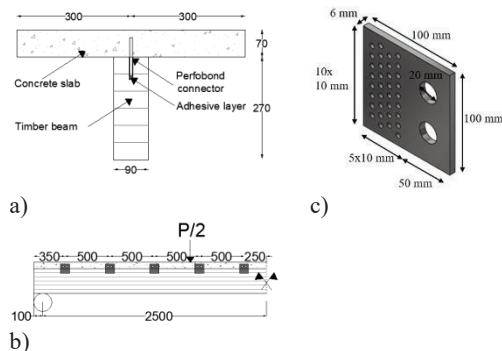 300 300
70
Concrete slab
Perfobond
connector
Adhesive layer
Timber beam
270
90
a)
6 mm
100 mm
10x
10 mm
20 mm
100 mm
5x10 mm
50 mm
c)
P/2
350 500 500 500 500 250
100 2500
b)